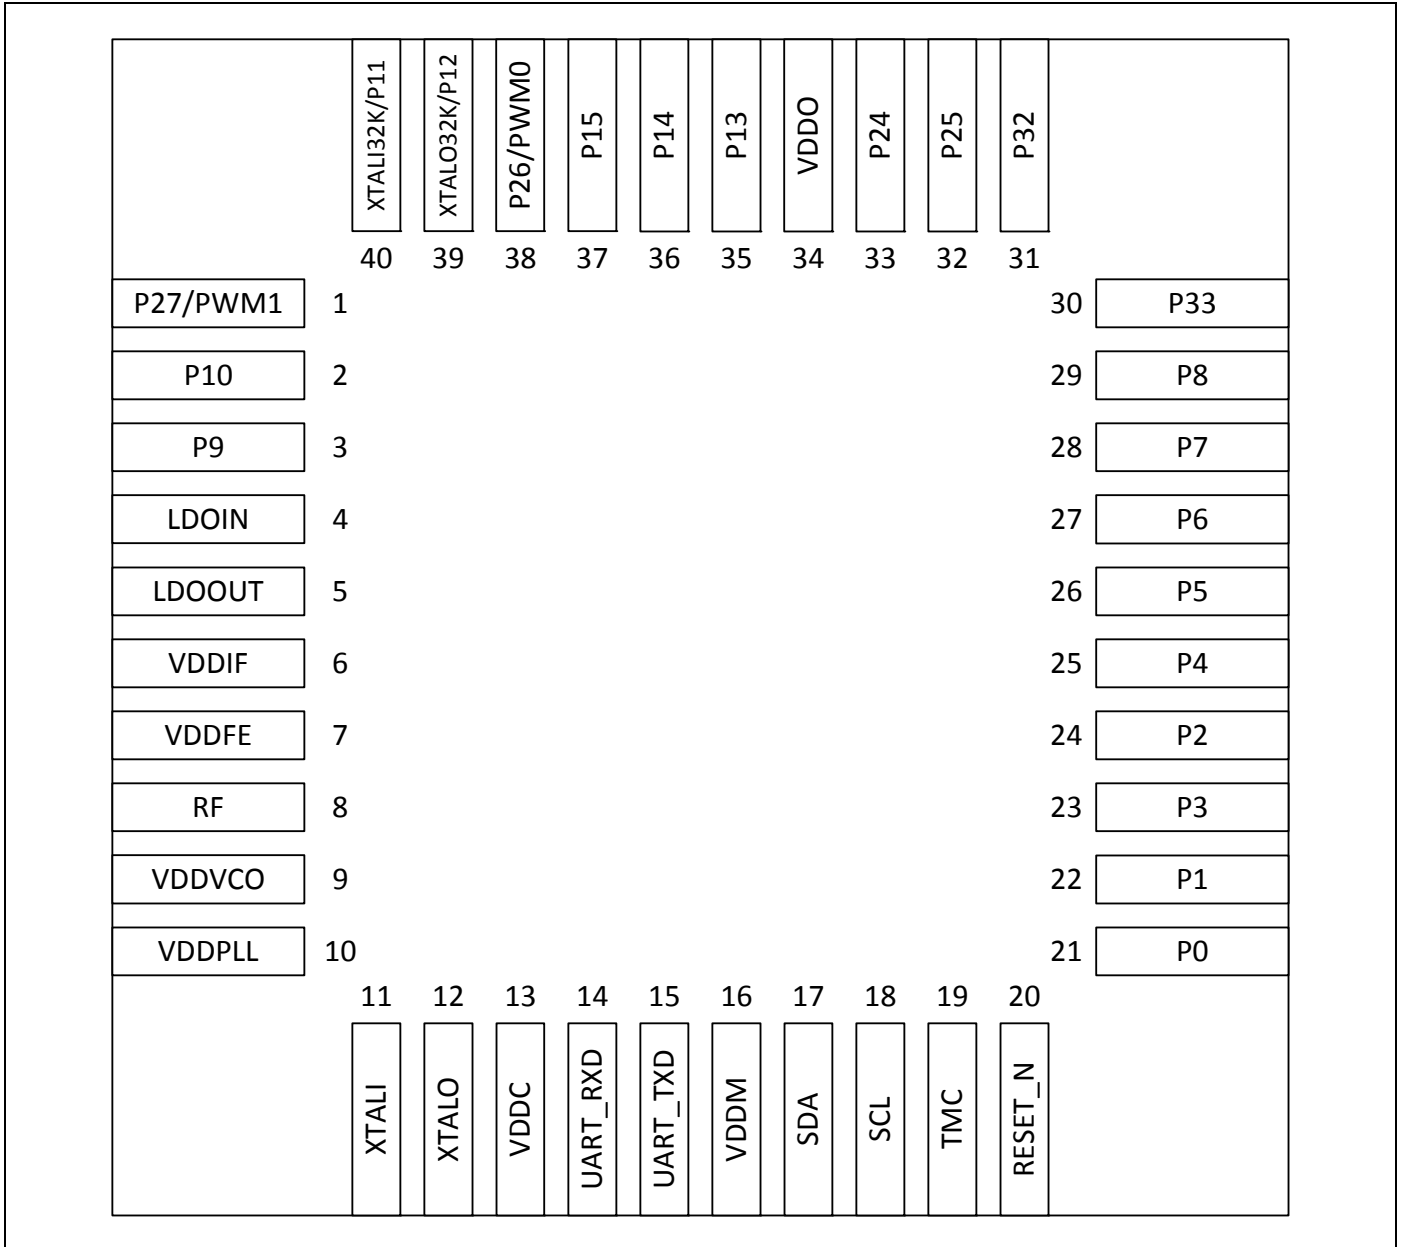 XTALI32K/P11
XTALO32K/P12
P26/PWM0
P15
P14
P13
VDDO
P24
P25
P32
40 39 38 37 36 35 34 33 32 31
P27/PWM1 1 30 P33
P10 2 29 P8
P9 3 28 P7
LDOIN 4 27 P6
LDOOUT 5 26 P5
VDDIF 6 25 P4
VDDFE 7 24 P2
RF 8 23 P3
VDDVCO 9 22 P1
VDDPLL 10 21 P0
11 12 13 14 15 16 17 18 19 20
XTALI
XTALO
VDDC
UART_RXD
UART_TXD
VDDM
SDA
SCL
TMC
RESET_N